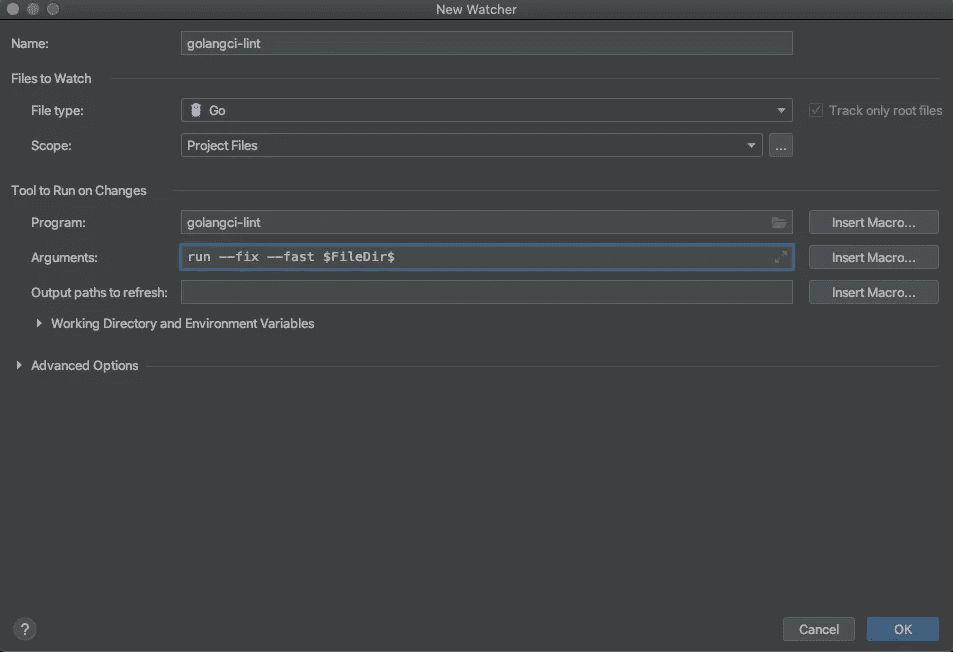 New Watcher
Name: golangci-lint
Files to Watch
File type: Go Track only root files
Scope: Project Files ...
Tool to Run on Changes
Program: golangci-lint Insert Macro...
Arguments: run --fix --fast $FileDir$ Insert Macro...
Output paths to refresh: Insert Macro...
Working Directory and Environment Variables
Advanced Options
? Cancel OK